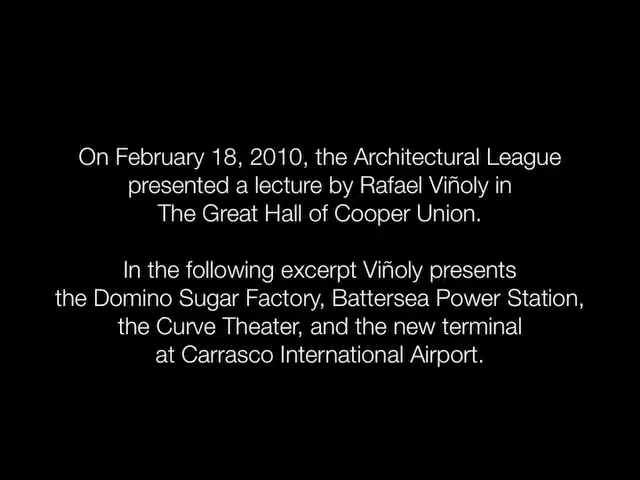 On February 18, 2010, the Architectural League
presented a lecture by Rafael Viñoly in
The Great Hall of Cooper Union.
In the following excerpt Viñoly presents
the Domino Sugar Factory, Battersea Power Station,
the Curve Theater, and the new terminal
at Carrasco International Airport.